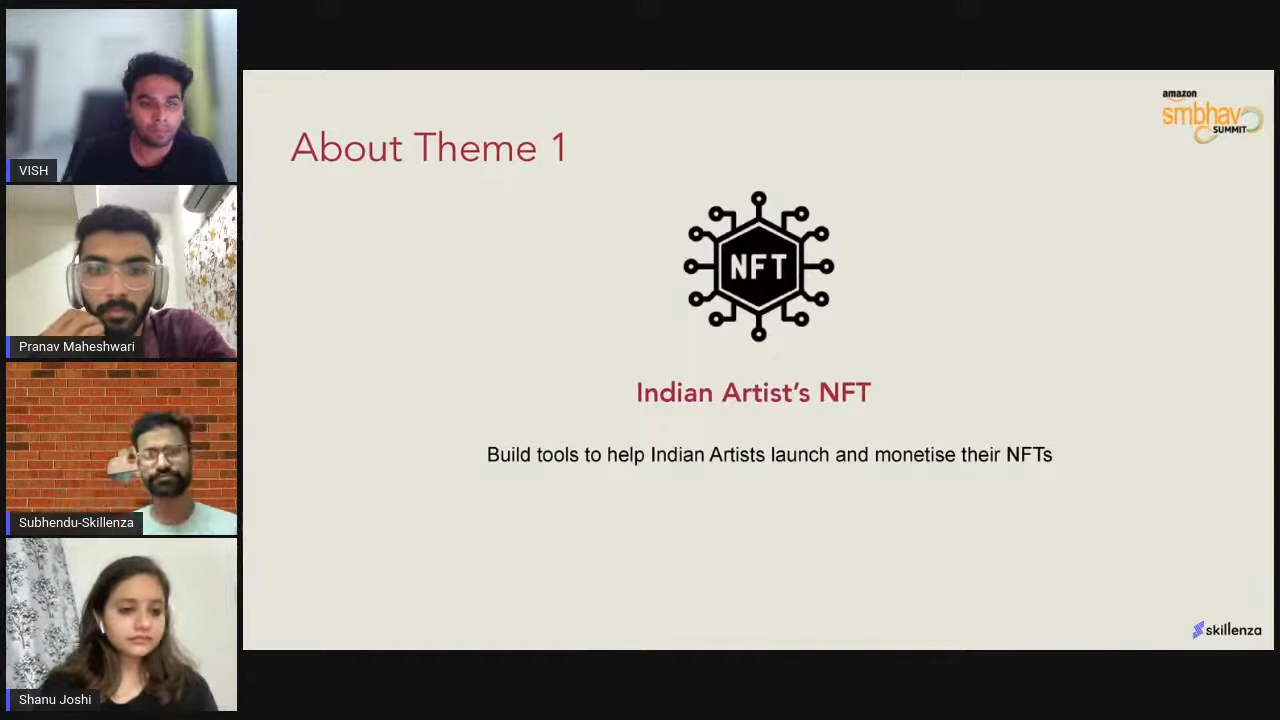 VISH
Pranav Maheshwari
Subhendu-Skillenza
Shanu Joshi
amazon
smbhav
SUMMIT
About Theme 1
NFT
Indian Artist’s NFT
Build tools to help Indian Artists launch and monetise their NFTs
skillenza